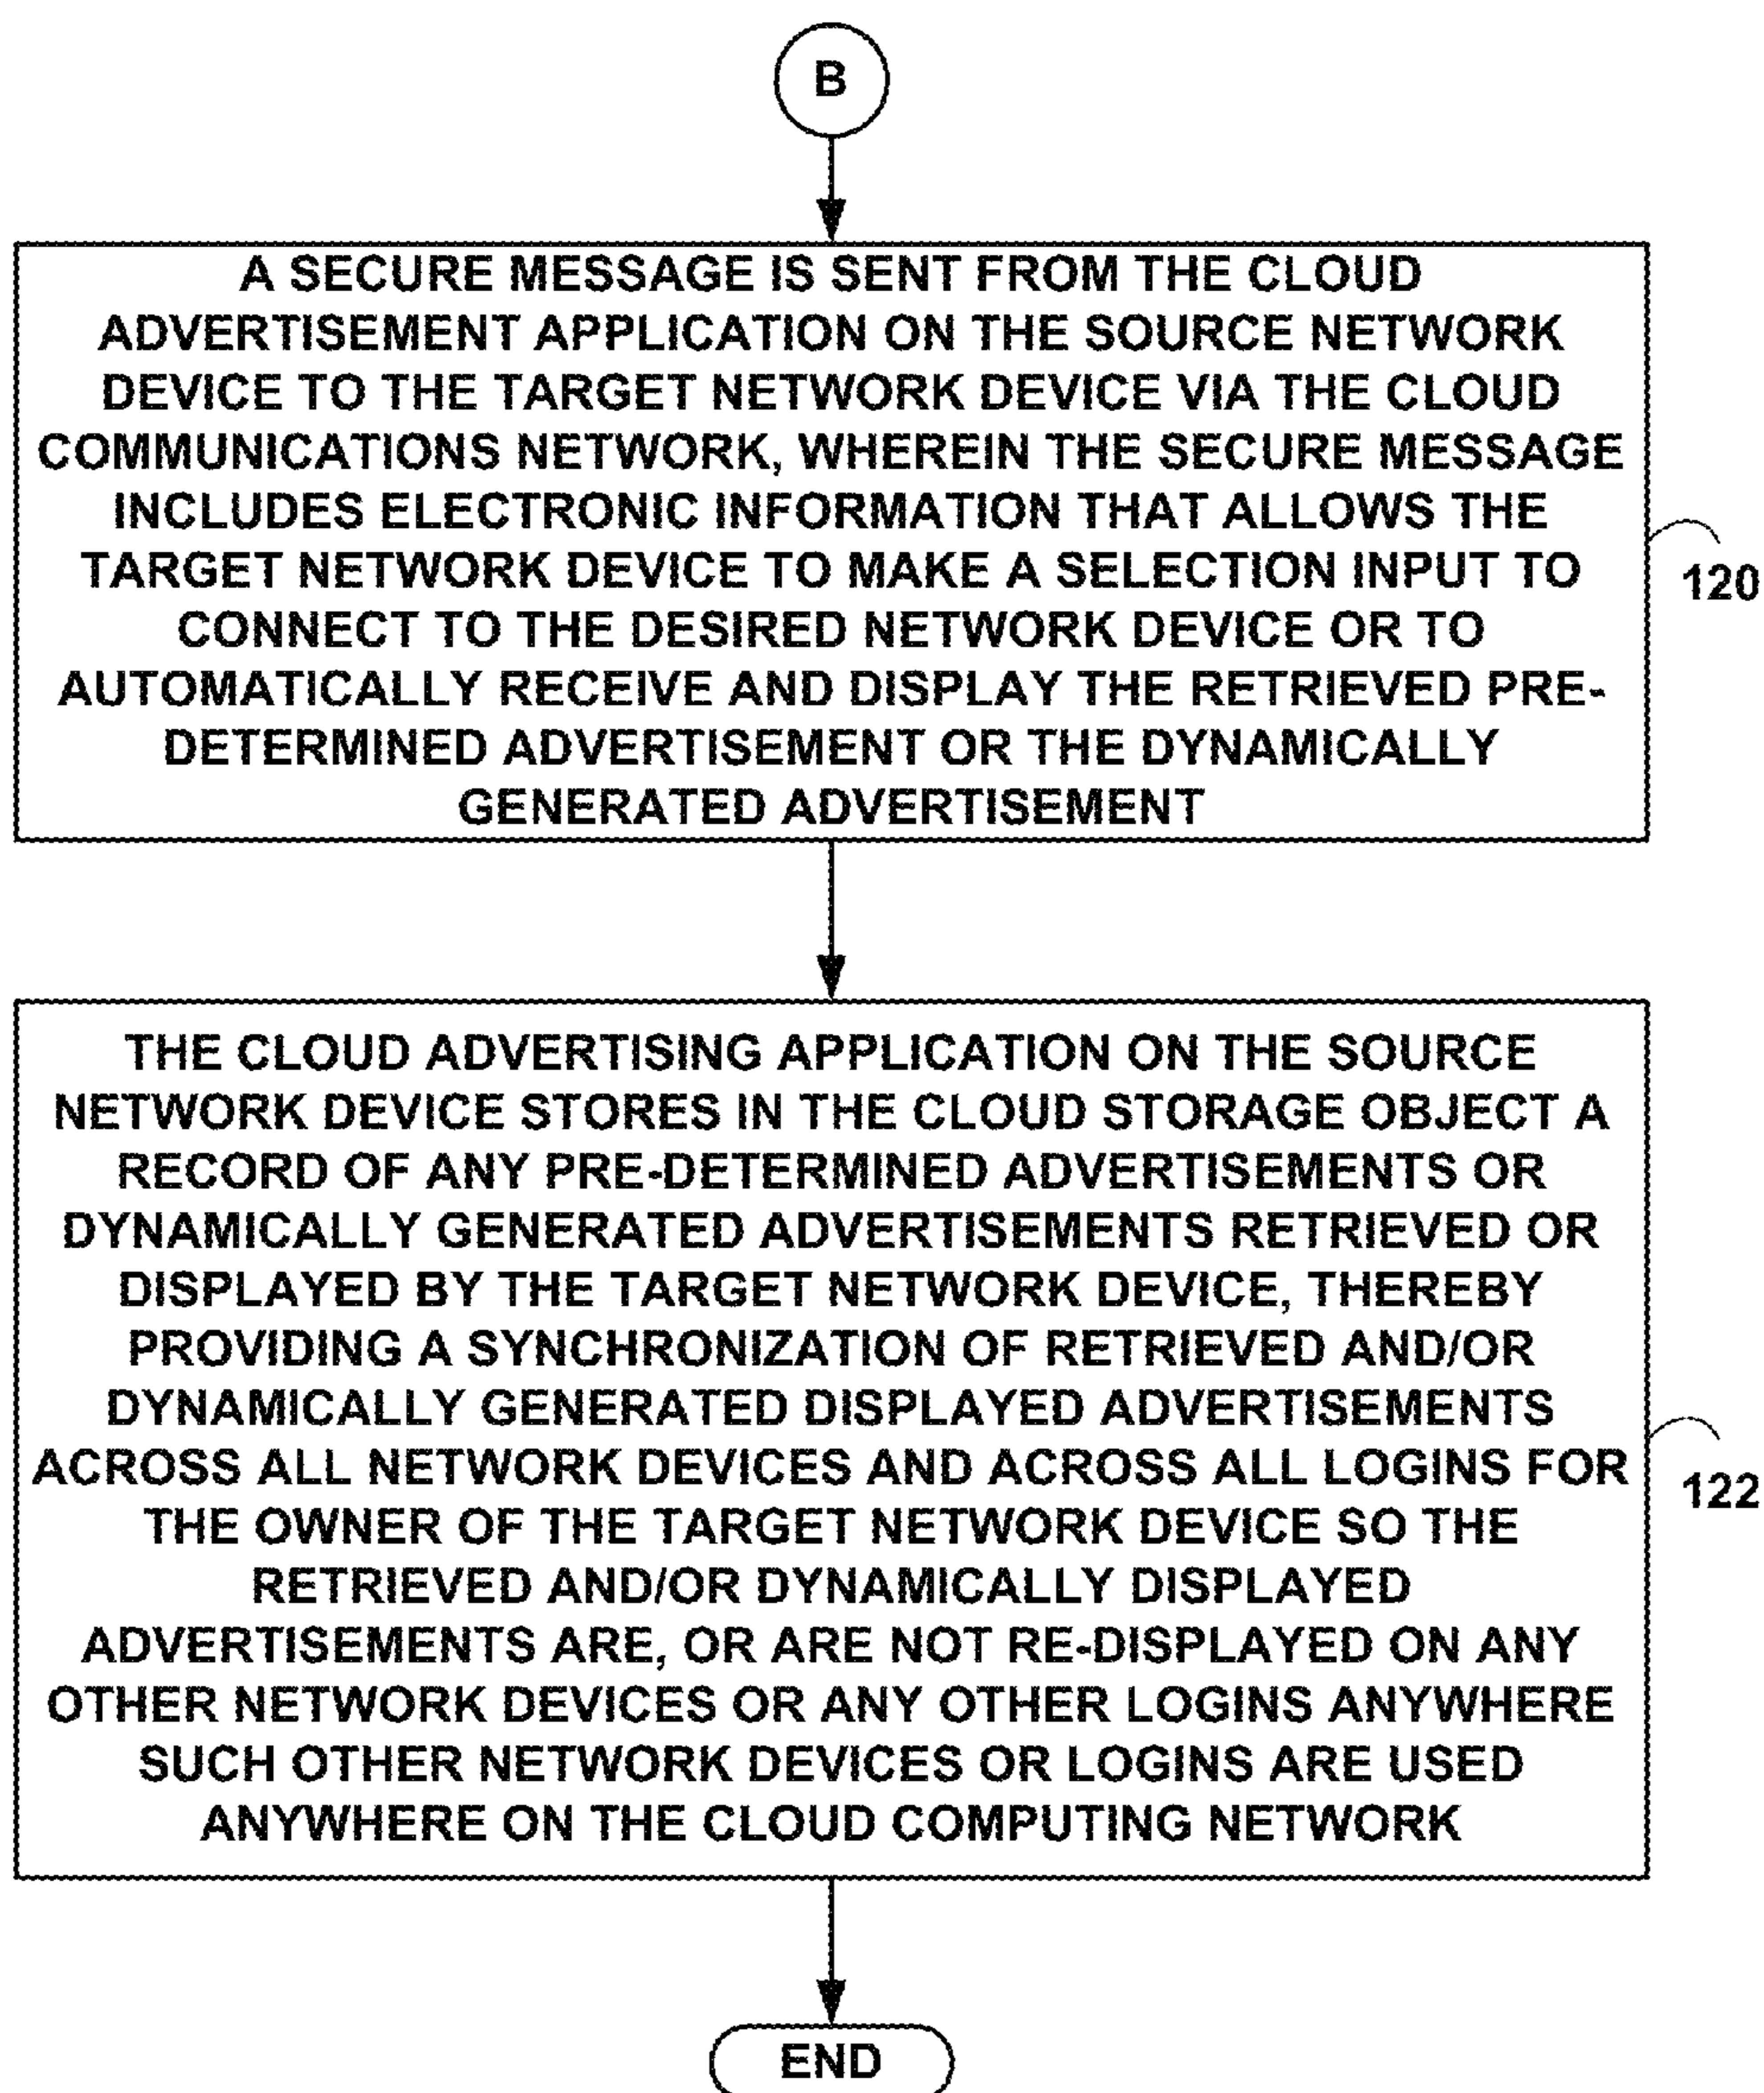 B
A SECURE MESSAGE IS SENT FROM THE CLOUD
ADVERTISEMENT APPLICATION ON THE SOURCE NETWORK
DEVICE TO THE TARGET NETWORK DEVICE VIA THE CLOUD
COMMUNICATIONS NETWORK, WHEREIN THE SECURE MESSAGE
INCLUDES ELECTRONIC INFORMATION THAT ALLOWS THE
TARGET NETWORK DEVICE TO MAKE A SELECTION INPUT TO
CONNECT TO THE DESIRED NETWORK DEVICE OR TO
AUTOMATICALLY RECEIVE AND DISPLAY THE RETRIEVED PRE-
DETERMINED ADVERTISEMENT OR THE DYNAMICALLY
GENERATED ADVERTISEMENT
120
THE CLOUD ADVERTISING APPLICATION ON THE SOURCE
NETWORK DEVICE STORES IN THE CLOUD STORAGE OBJECT A
RECORD OF ANY PRE-DETERMINED ADVERTISEMENTS OR
DYNAMICALLY GENERATED ADVERTISEMENTS RETRIEVED OR
DISPLAYED BY THE TARGET NETWORK DEVICE, THEREBY
PROVIDING A SYNCHRONIZATION OF RETRIEVED AND/OR
DYNAMICALLY GENERATED DISPLAYED ADVERTISEMENTS
ACROSS ALL NETWORK DEVICES AND ACROSS ALL LOGINS FOR
THE OWNER OF THE TARGET NETWORK DEVICE SO THE
RETRIEVED AND/OR DYNAMICALLY DISPLAYED
ADVERTISEMENTS ARE, OR ARE NOT RE-DISPLAYED ON ANY
OTHER NETWORK DEVICES OR ANY OTHER LOGINS ANYWHERE
SUCH OTHER NETWORK DEVICES OR LOGINS ARE USED
ANYWHERE ON THE CLOUD COMPUTING NETWORK
122
END